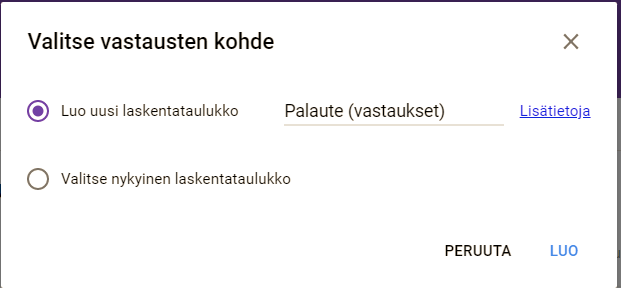 Valitse vastausten kohde
Luo uusi laskentataulukko Palaute (vastaukset) Lisätietoja
Valitse nykyinen laskentataulukko
PERUUTA LUO